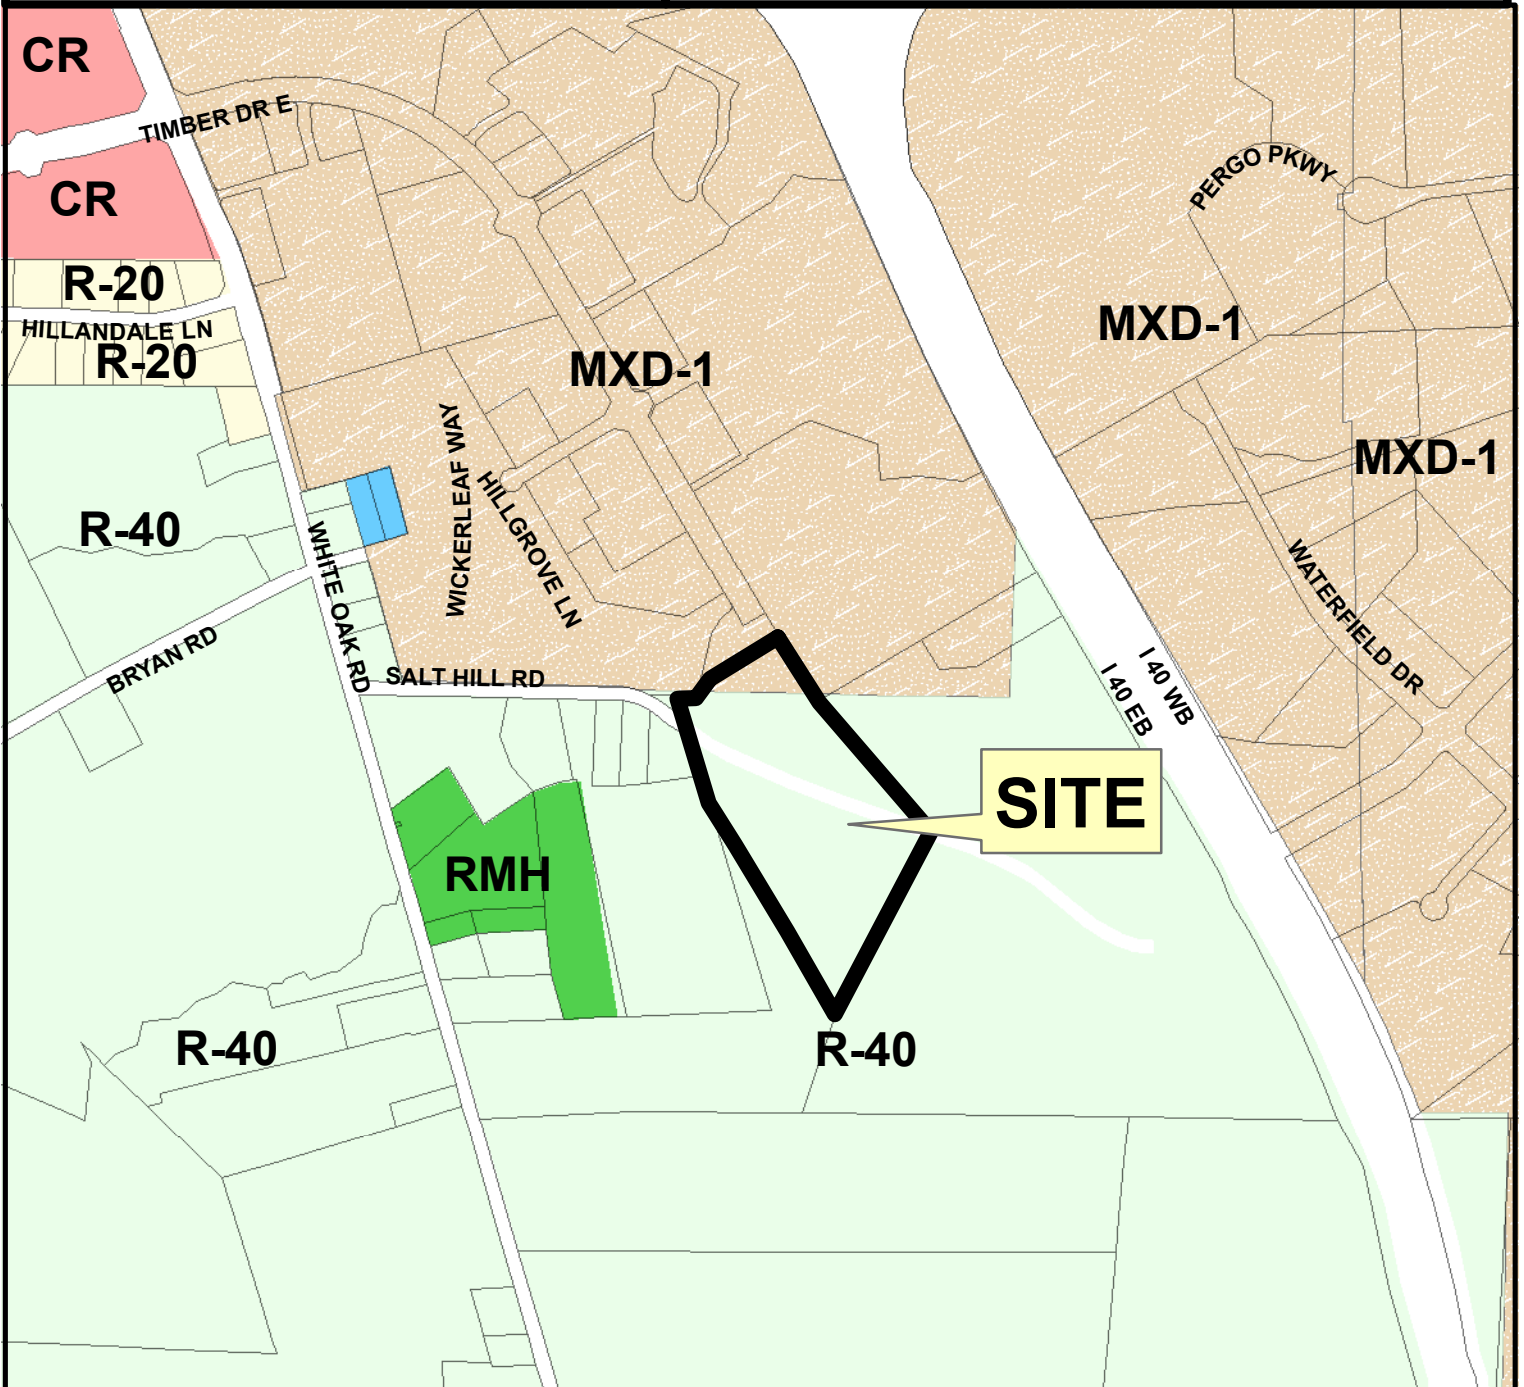 CR
TIMBER DR E
CR
PERGO PKWY
R-20
HILLANDALE LN
R-20
MXD-1
MXD-1
MXD-1
WICKERLEAF WAY
HILLGROVE LN
R-40
WHITE OAK RD
BRYAN RD
SALT HILL RD
WATERFIELD DR
I 40 WB
I 40 EB
SITE
RMH
R-40
R-40